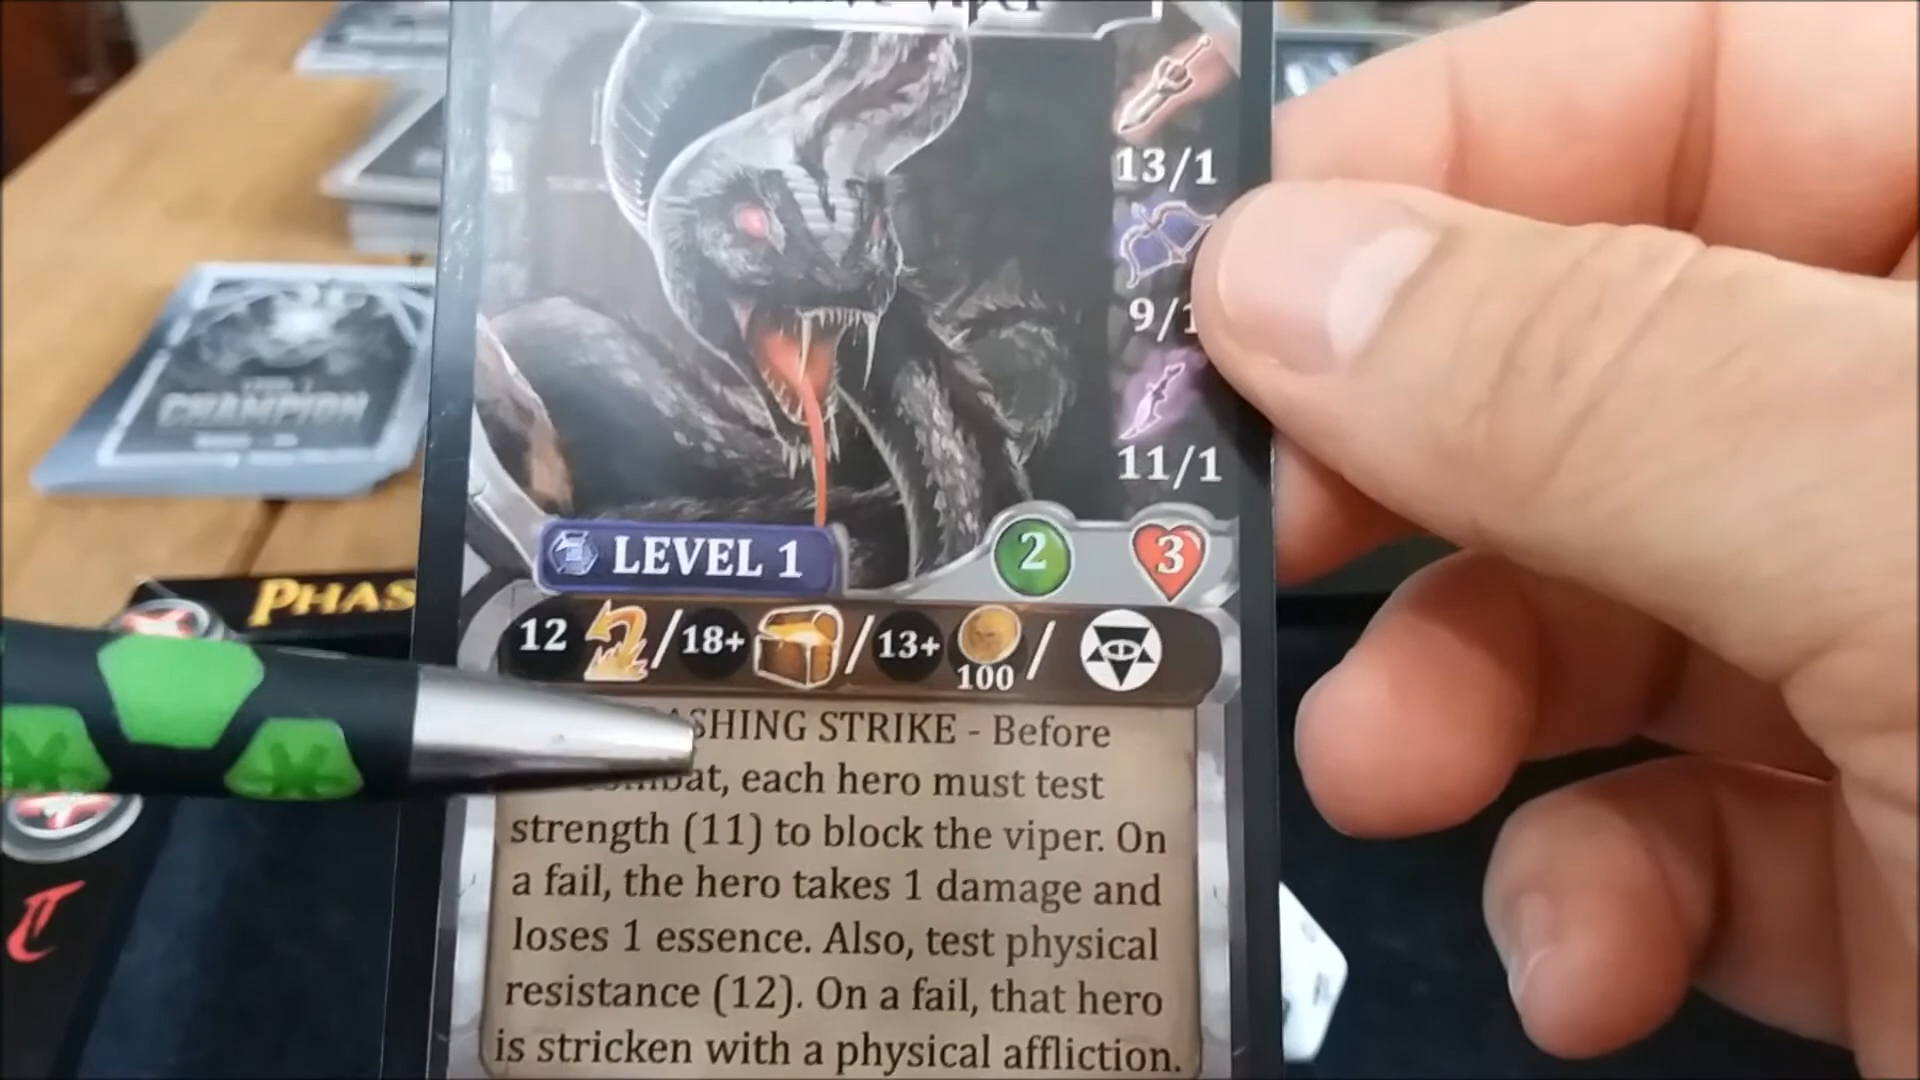 Viper
13/1
9/1
11/1
LEVEL 1
2
3
12 / 18+ / 13+ 100 /
SHING STRIKE - Before
each hero must test
strength (11) to block the viper. On
a fail, the hero takes 1 damage and
loses 1 essence. Also, test physical
resistance (12). On a fail, that hero
is stricken with a physical affliction.
CHAMPION
PHAS